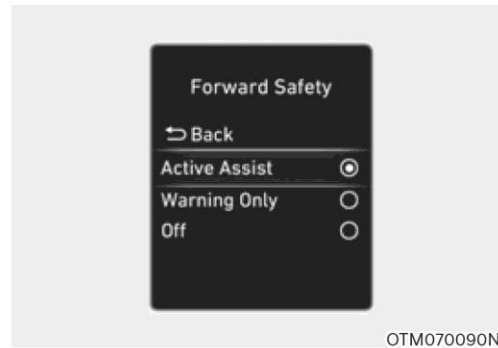 Forward Safety
Back
Active Assist
Warning Only
Off
OTM070090N